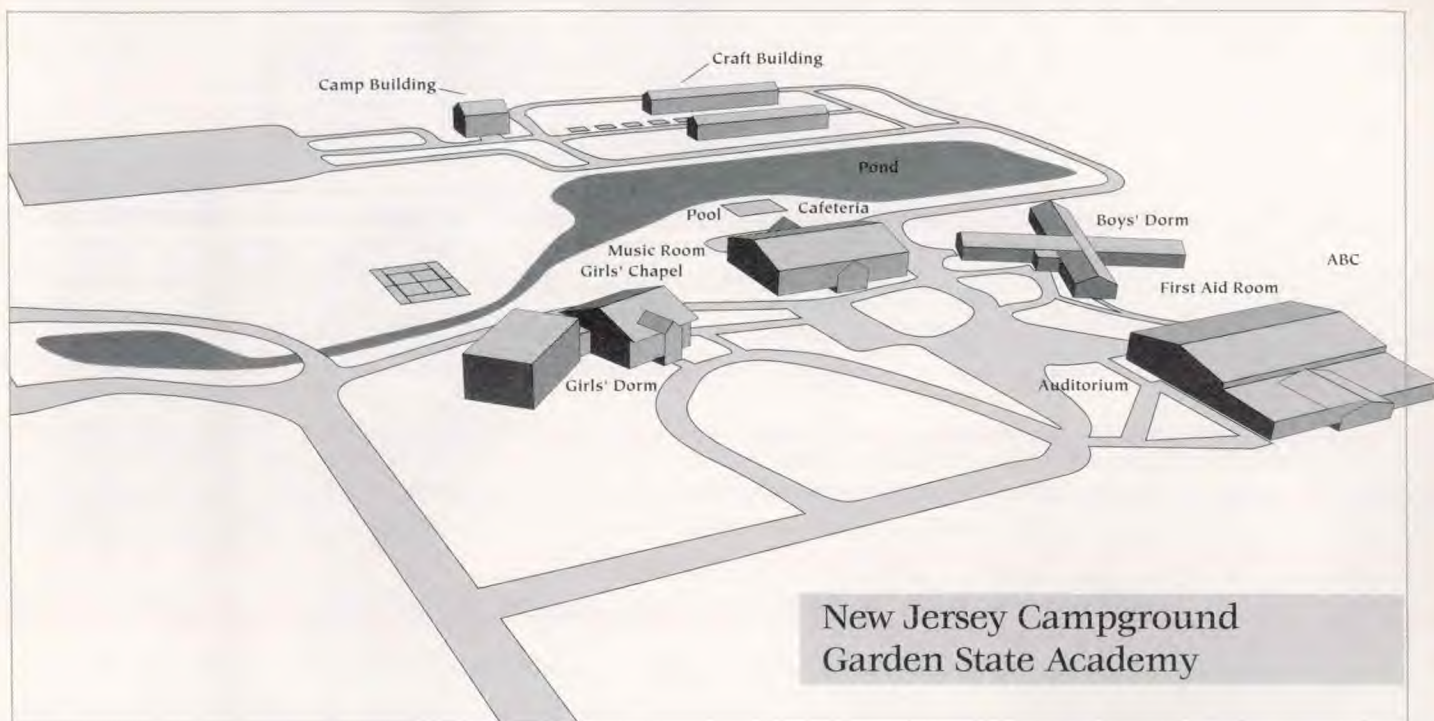 Craft Building
Camp Building
Pond
Pool
Cafeteria
Boys' Dorm
Music Room
Girls' Chapel
ABC
First Aid Room
Girls' Dorm
Auditorium
New Jersey Campground
Garden State Academy